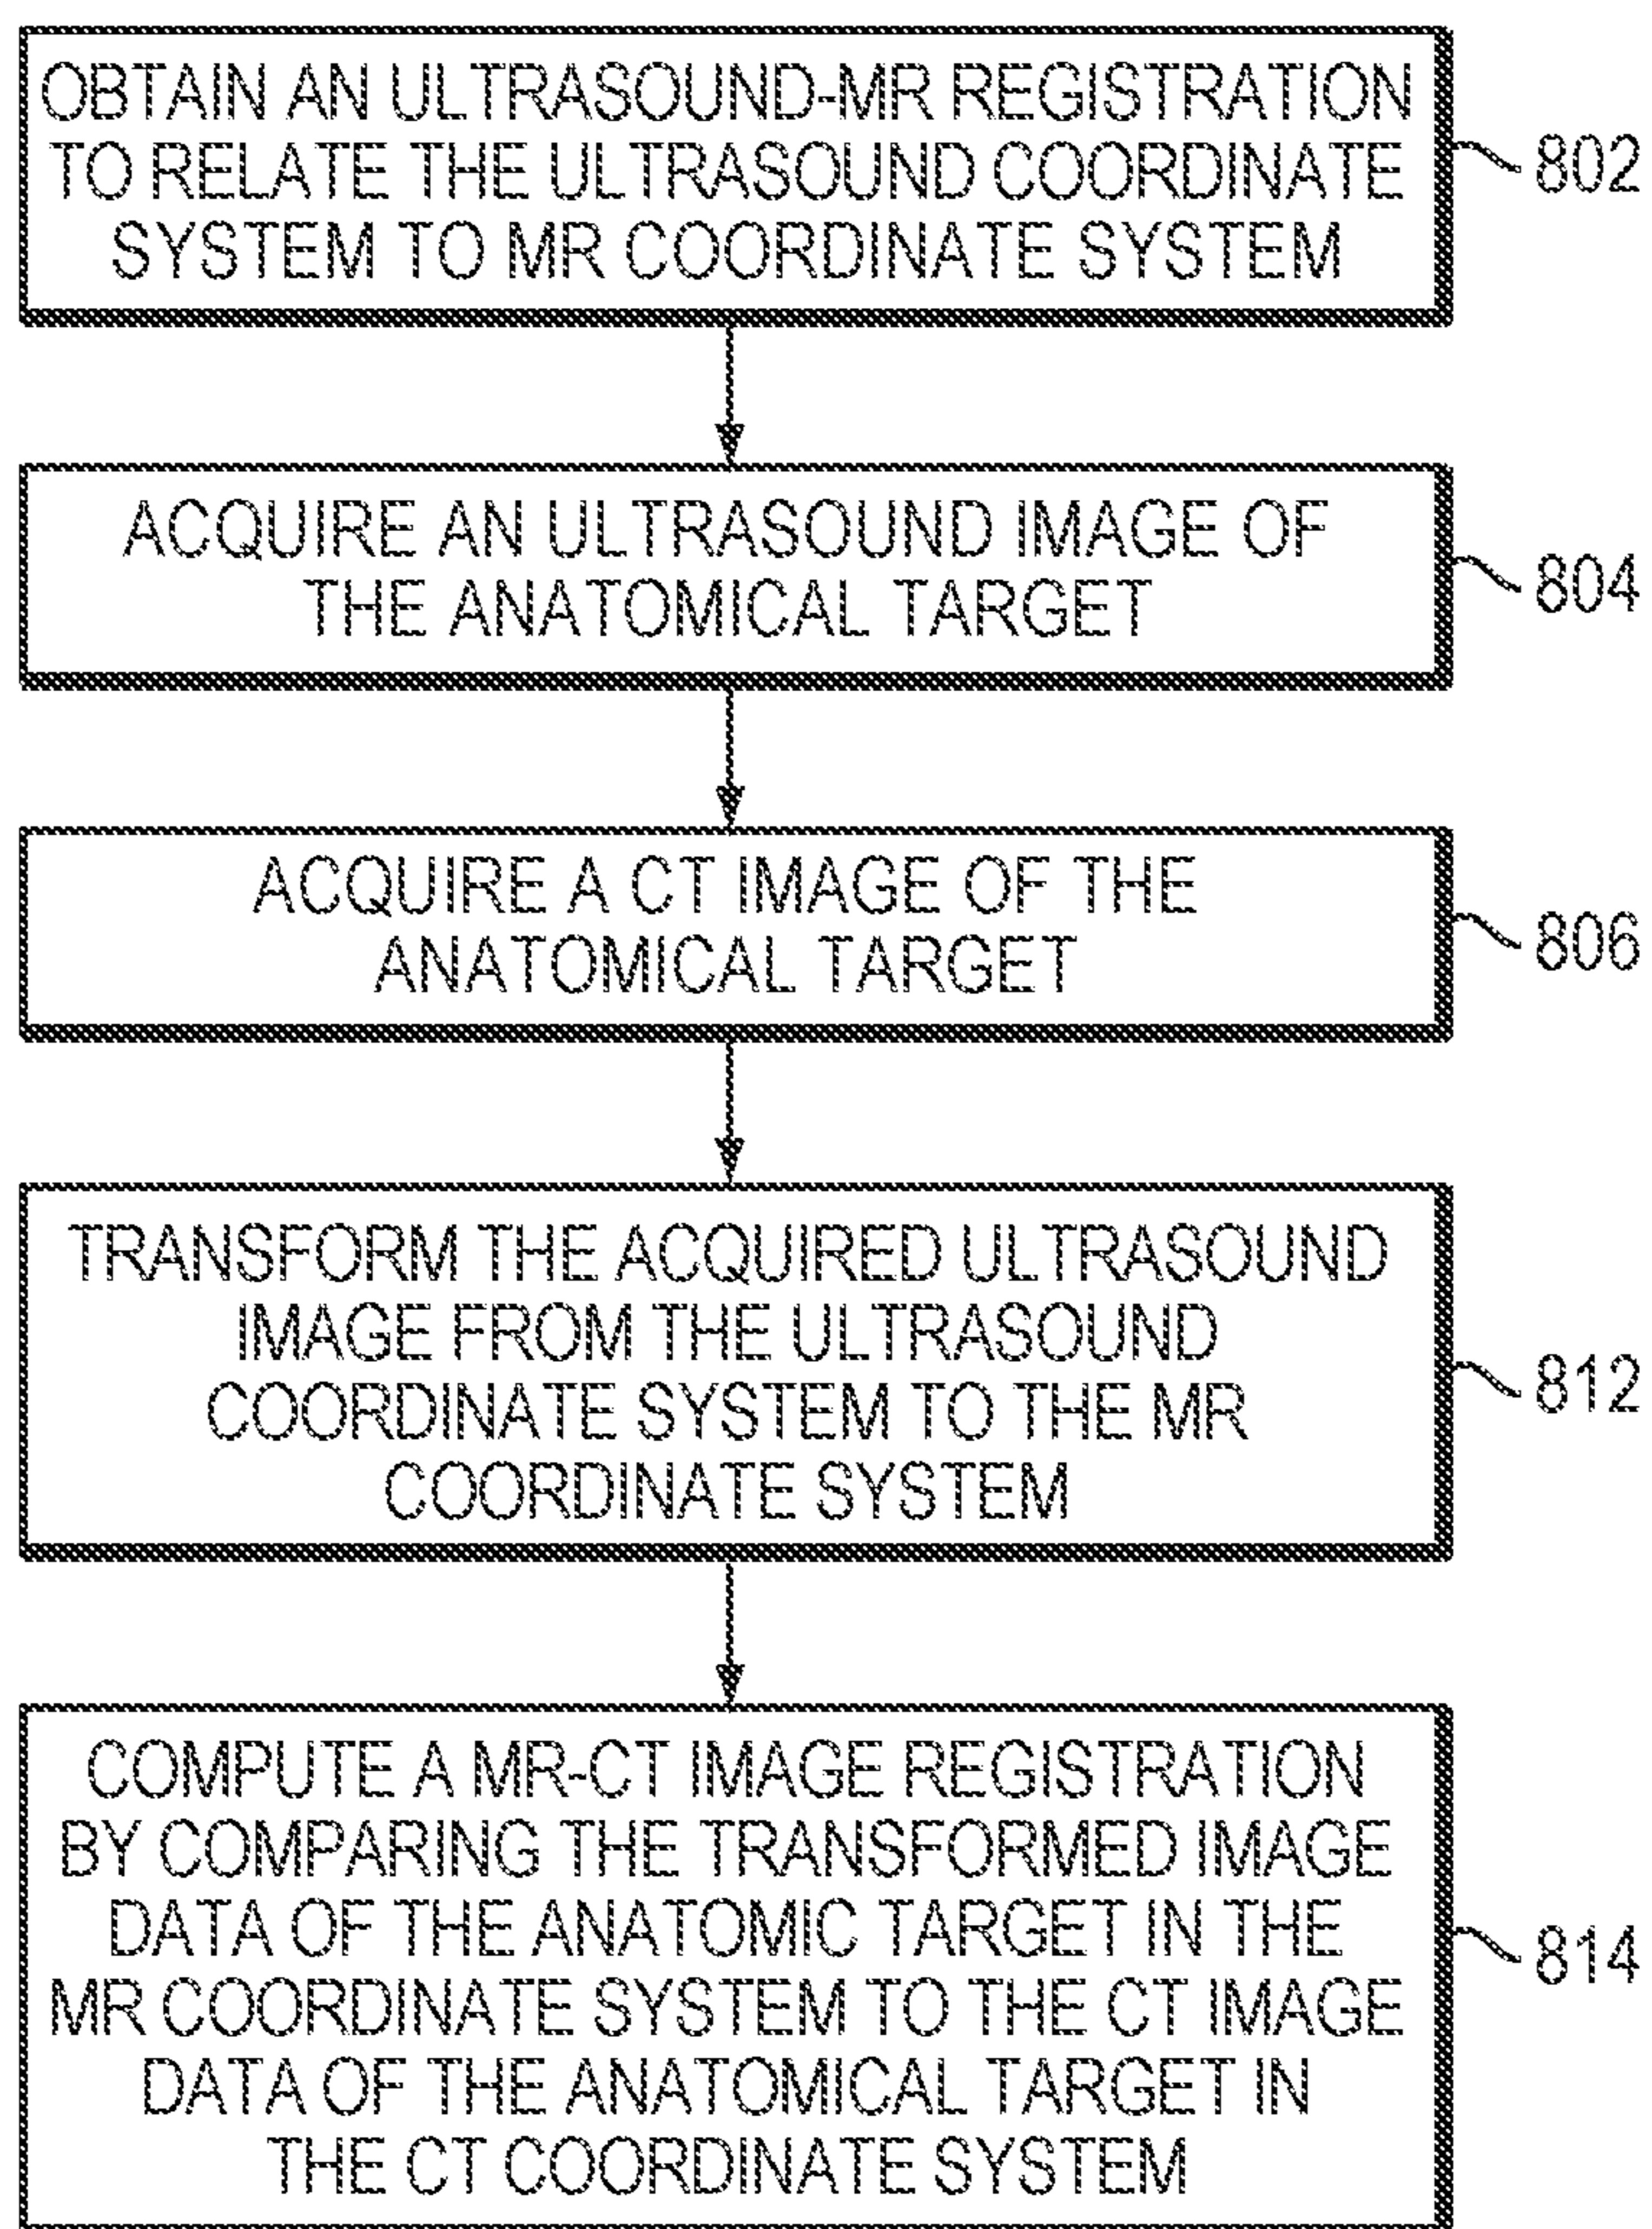 OBTAIN AN ULTRASOUND-MR REGISTRATION
TO RELATE THE ULTRASOUND COORDINATE
SYSTEM TO MR COORDINATE SYSTEM
802
ACQUIRE AN ULTRASOUND IMAGE OF
THE ANATOMICAL TARGET
804
ACQUIRE A CT IMAGE OF THE
ANATOMICAL TARGET
806
TRANSFORM THE ACQUIRED ULTRASOUND
IMAGE FROM THE ULTRASOUND
COORDINATE SYSTEM TO THE MR
COORDINATE SYSTEM
812
COMPUTE A MR-CT IMAGE REGISTRATION
BY COMPARING THE TRANSFORMED IMAGE
DATA OF THE ANATOMIC TARGET IN THE
MR COORDINATE SYSTEM TO THE CT IMAGE
DATA OF THE ANATOMICAL TARGET IN
THE CT COORDINATE SYSTEM
814